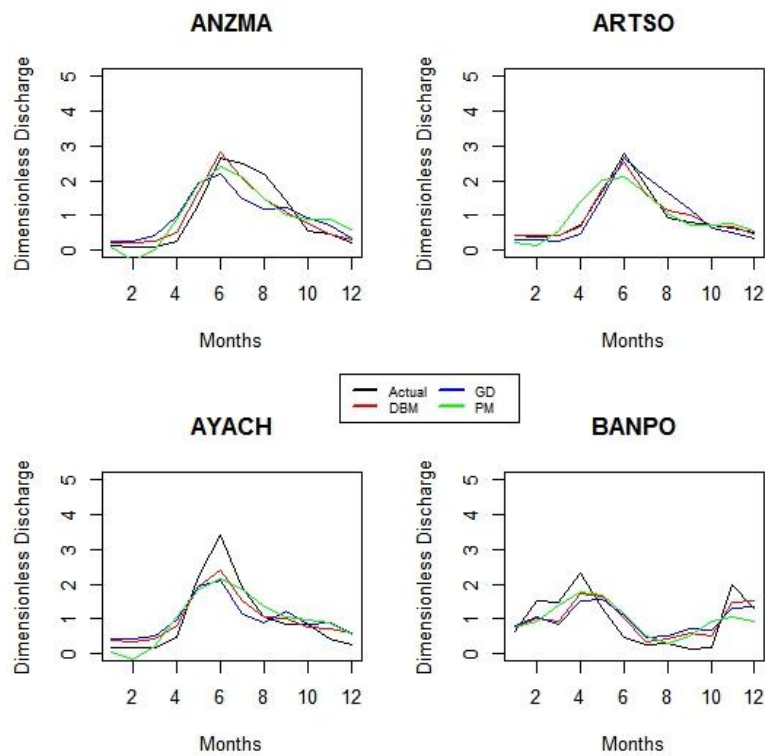 ANZMA
ARTSO
Dimensionless Discharge
0 1 2 3 4 5
2 4 6 8 10 12
Months
Dimensionless Discharge
0 1 2 3 4 5
2 4 6 8 10 12
Months
Actual GD
DBM PM
AYACH
BANPO
Dimensionless Discharge
0 1 2 3 4 5
2 4 6 8 10 12
Months
Dimensionless Discharge
0 1 2 3 4 5
2 4 6 8 10 12
Months